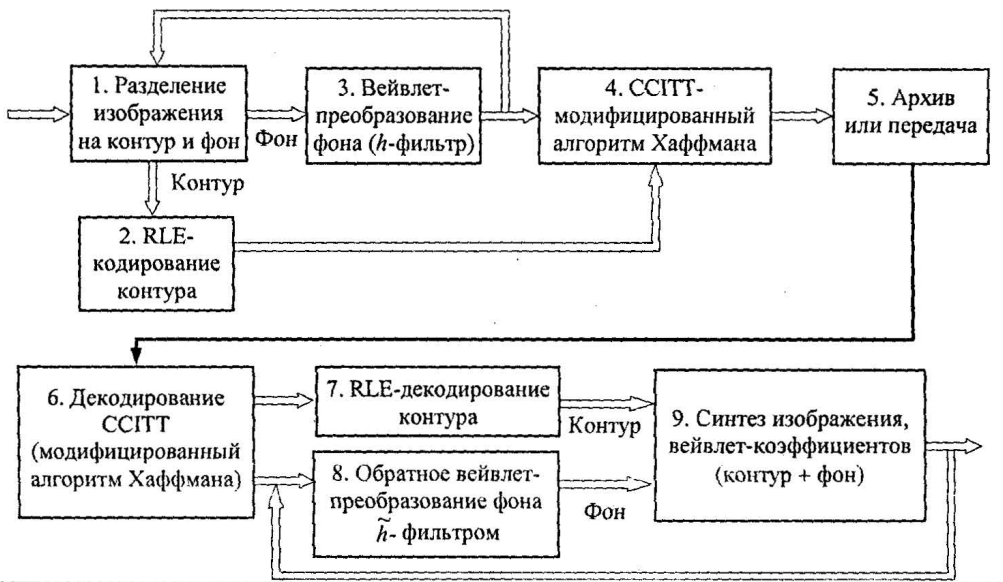 1. Разделение
изображения
на контур и фон
Фон
3. Вейвлет-
преобразование
фона (h-фильтр)
4. CCITT-
модифицированный
алгоритм Хаффмана
5. Архив
или передача
Контур
2. RLE-
кодирование
контура
6. Декодирование
CCITT
(модифицированный
алгоритм Хаффмана)
7. RLE-декодирование
контура
Контур
8. Обратное вейвлет-
преобразование фона
h̃- фильтром
Фон
9. Синтез изображения,
вейвлет-коэффициентов
(контур + фон)